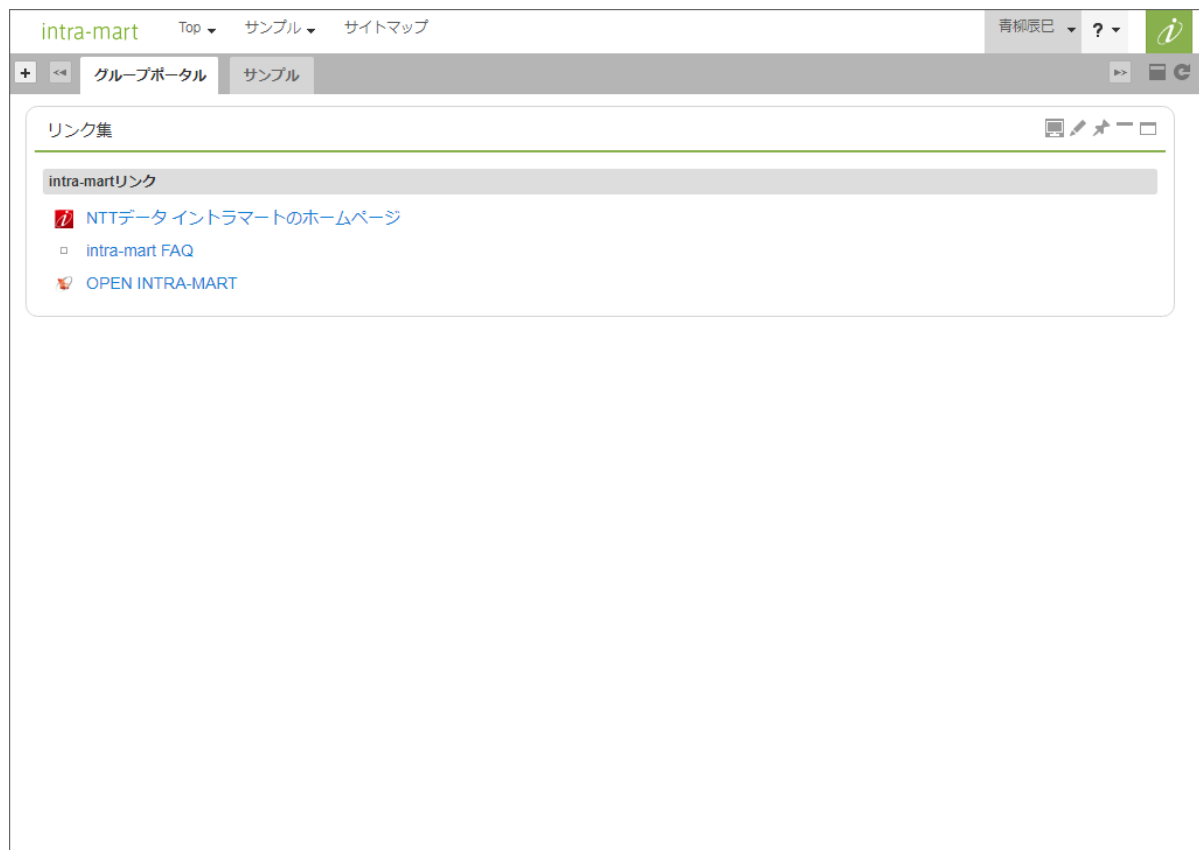 intra-mart Top サンプル サイトマップ 青柳辰巳 ?
グループポータル サンプル
リンク集
intra-martリンク
NTTデータ イントラマートのホームページ
intra-mart FAQ
OPEN INTRA-MART